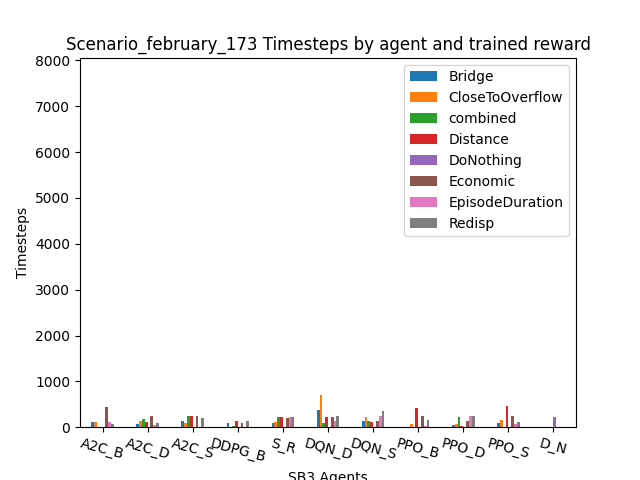 Scenario_february_173 Timesteps by agent and trained reward
Timesteps
8000
7000
6000
5000
4000
3000
2000
1000
0
Bridge
CloseToOverflow
combined
Distance
DoNothing
Economic
EpisodeDuration
Redisp
A2C_B
A2C_D
A2C_S
DDPG_B
S_R
DQN_D
DQN_S
PPO_B
PPO_D
PPO_S
D_N
SB3 Agents